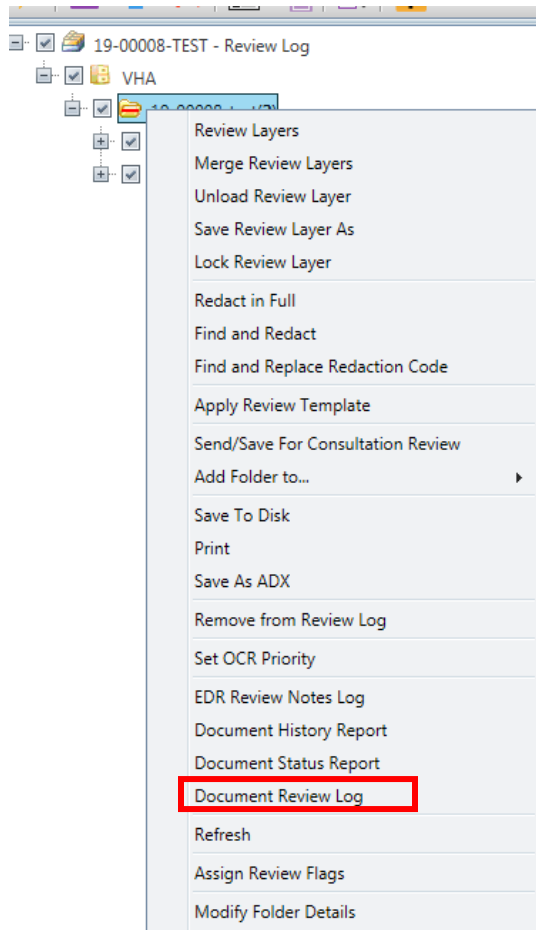 19-00008-TEST - Review Log
VHA
Review Layers
Merge Review Layers
Unload Review Layer
Save Review Layer As
Lock Review Layer
Redact in Full
Find and Redact
Find and Replace Redaction Code
Apply Review Template
Send/Save For Consultation Review
Add Folder to...
Save To Disk
Print
Save As ADX
Remove from Review Log
Set OCR Priority
EDR Review Notes Log
Document History Report
Document Status Report
Document Review Log
Refresh
Assign Review Flags
Modify Folder Details